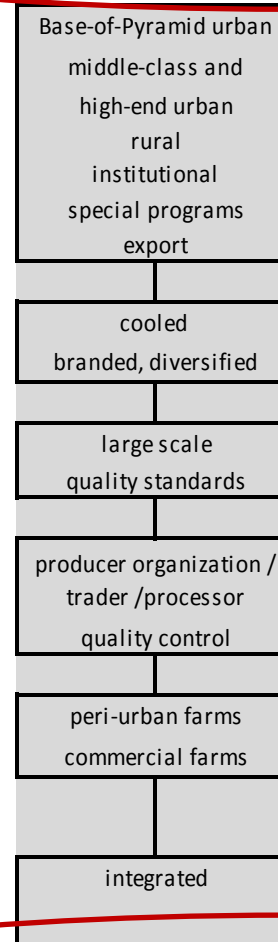 Base-of-Pyramid urban
middle-class and
high-end urban
rural
institutional
special programs
export
cooled
branded, diversified
large scale
quality standards
producer organization /
trader /processor
quality control
peri-urban farms
commercial farms
integrated